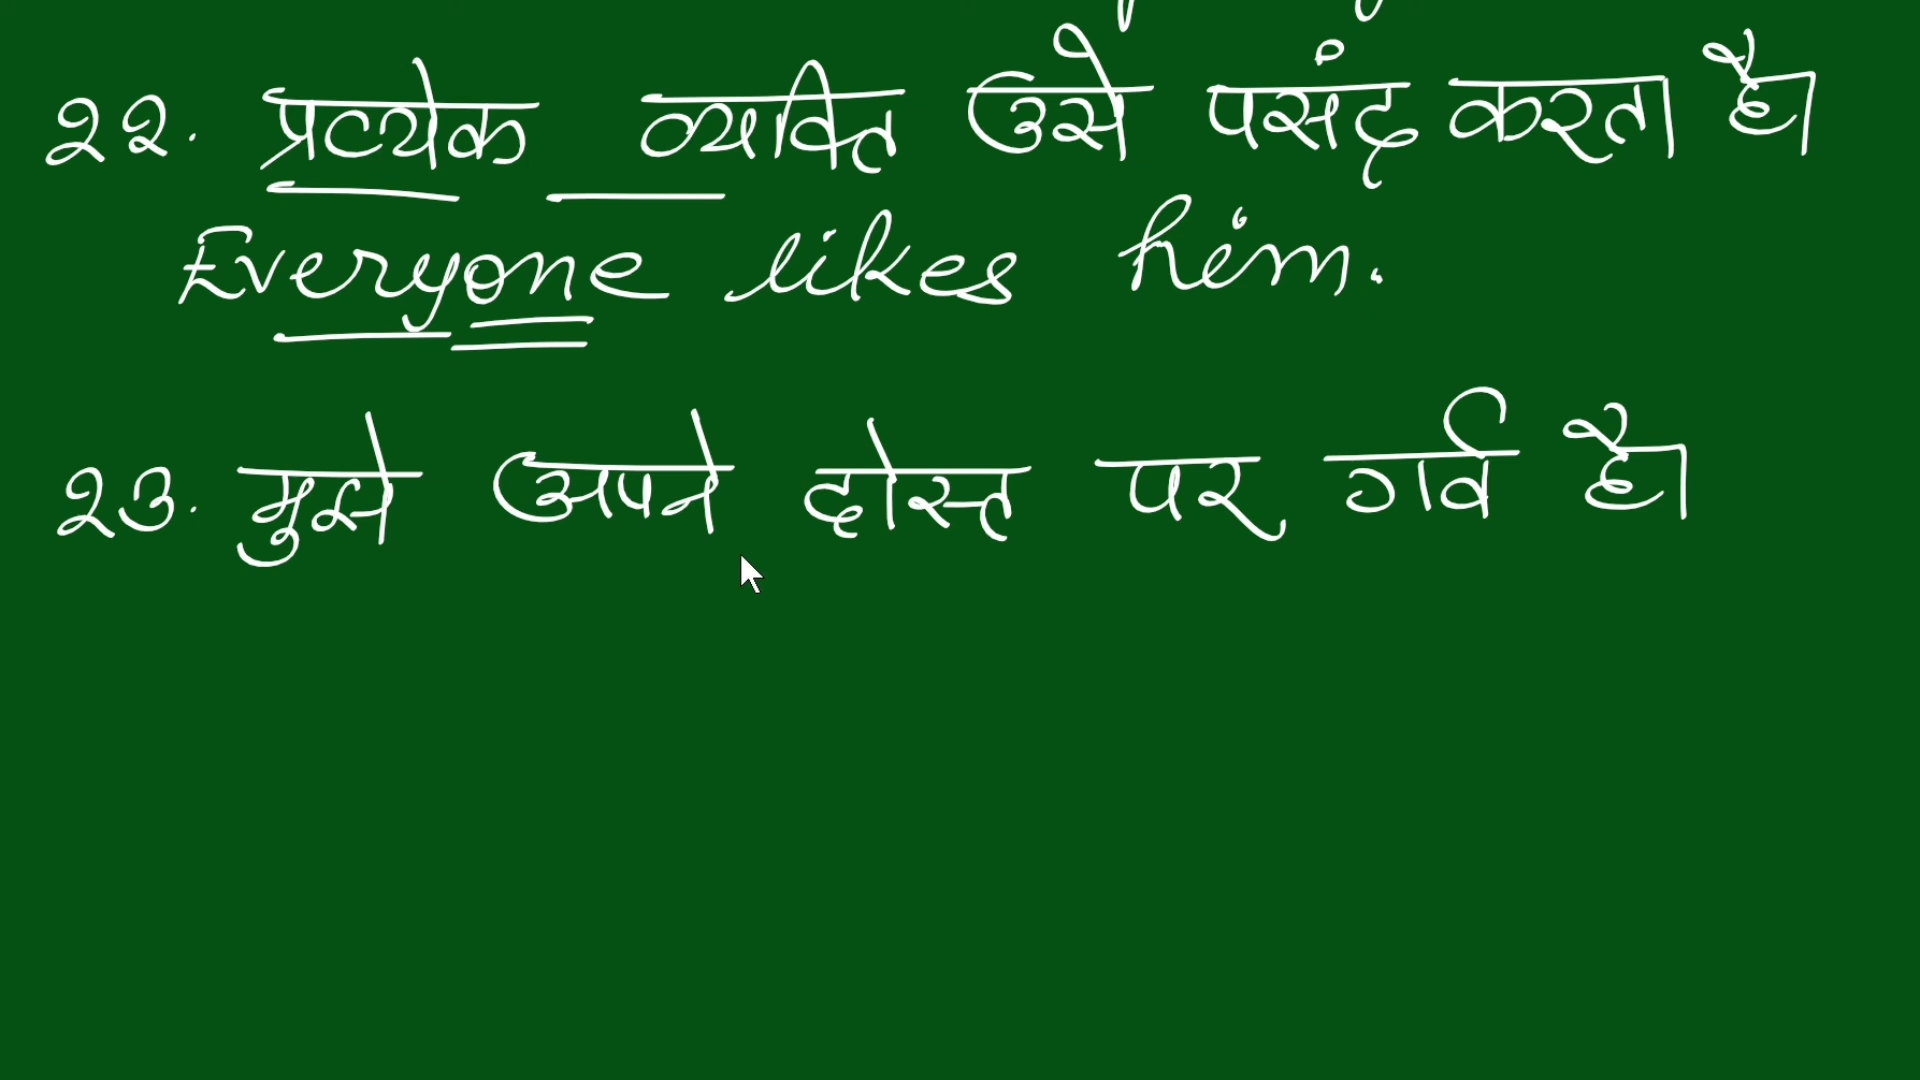 २२. प्रत्येक व्यक्ति उसे पसंद करता है।
Everyone likes him.
२३. मुझे अपने दोस्त पर गर्व है।